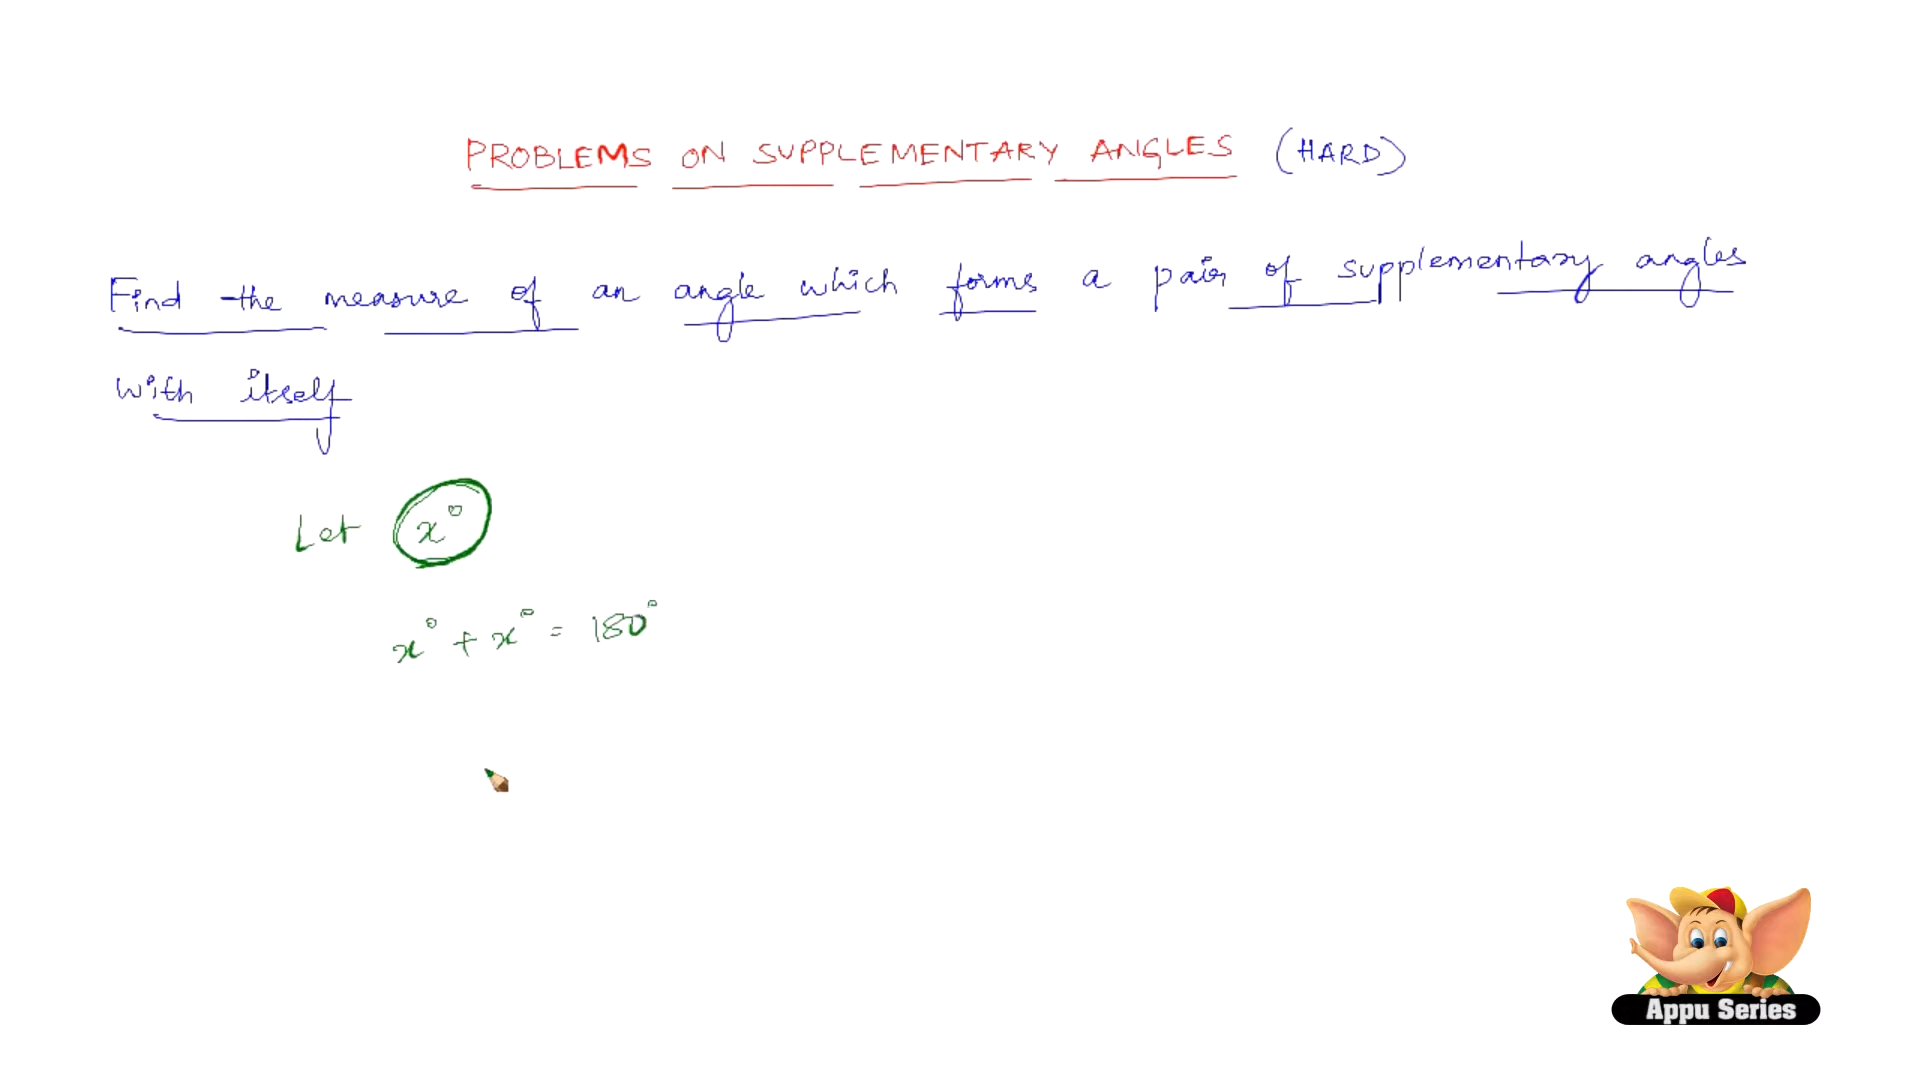 PROBLEMS ON SUPPLEMENTARY ANGLES (HARD)
Find the measure of an angle which forms a pair of supplementary angles
with itself
Let x°
x° + x° = 180°
Appu Series